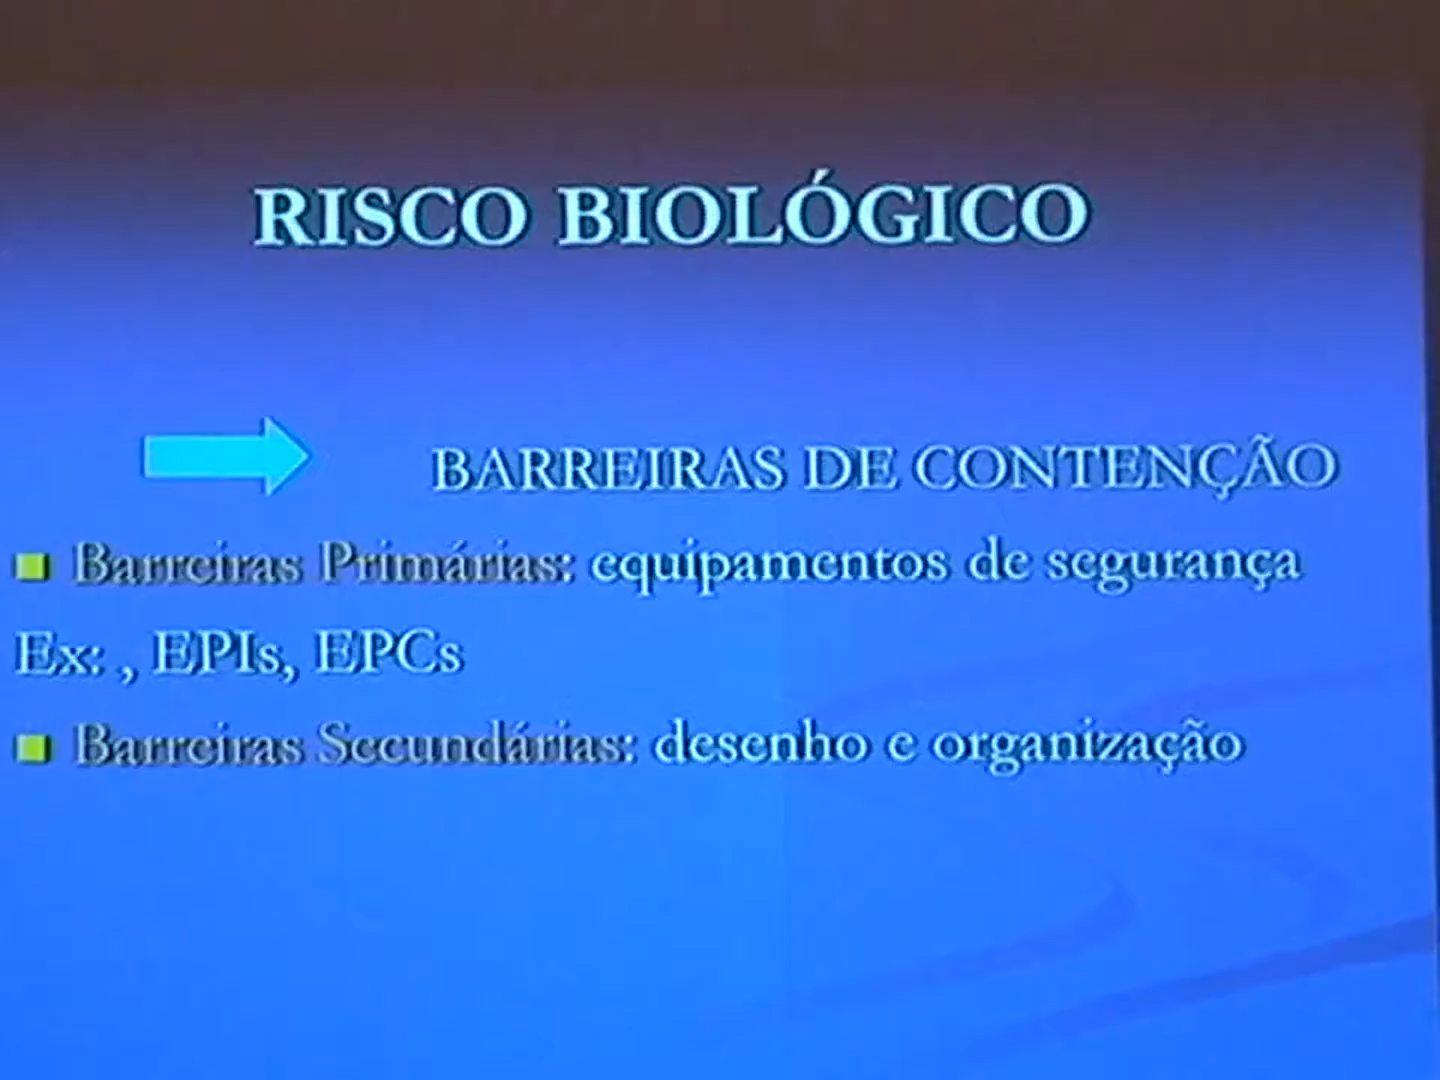 RISCO BIOLÓGICO
BARREIRAS DE CONTENÇÃO
Barreiras Primárias: equipamentos de segurança
Ex: , EPIs, EPCs
Barreiras Secundárias: desenho e organização